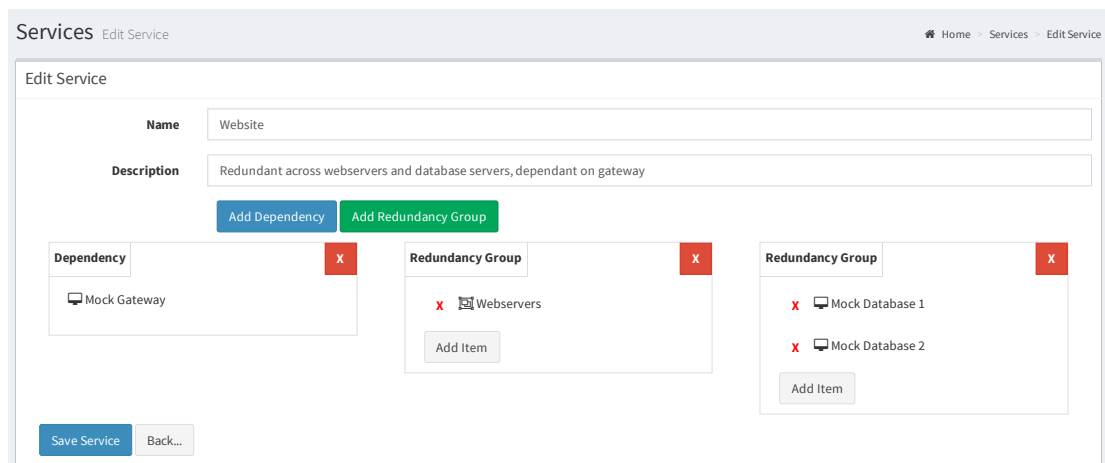 Services Edit Service
Home > Services > Edit Service
Edit Service
Name Website
Description Redundant across webservers and database servers, dependant on gateway
Add Dependency Add Redundancy Group
Dependency X
Mock Gateway
Redundancy Group X
X Webservers
Add Item
Redundancy Group X
X Mock Database 1
X Mock Database 2
Add Item
Save Service Back...